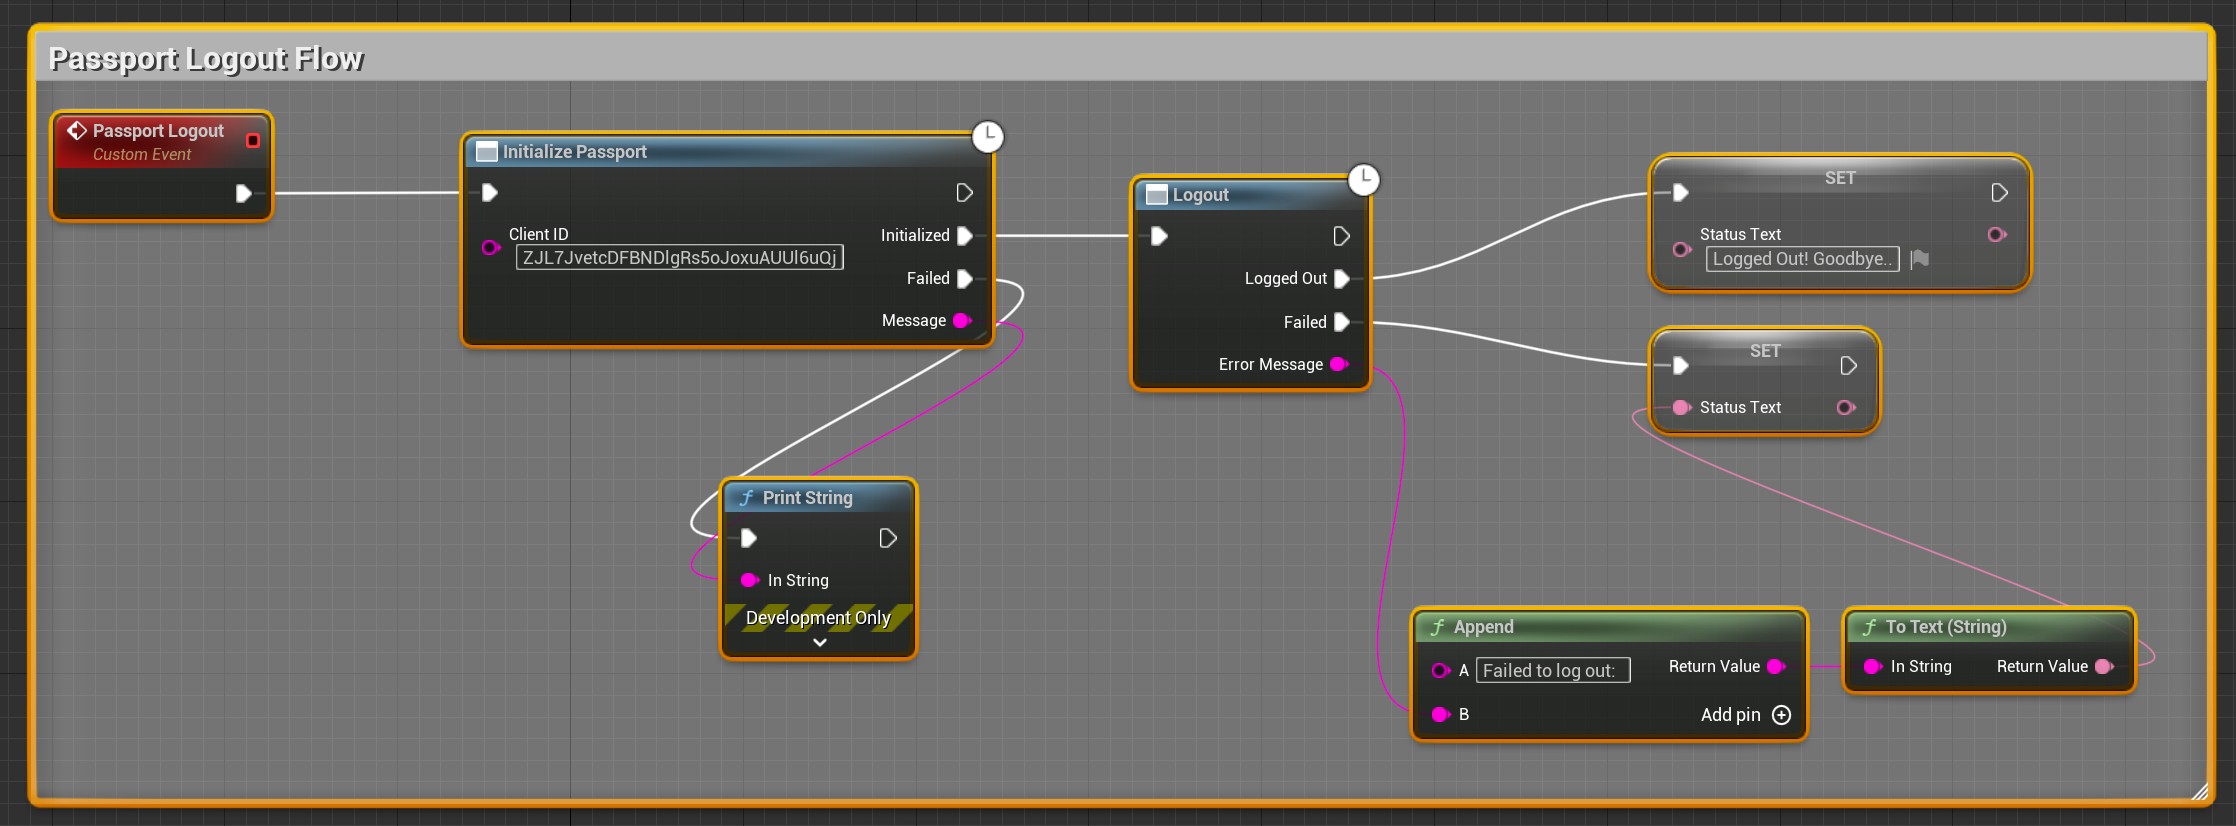 Passport Logout Flow
Passport Logout
Custom Event
Initialize Passport
Client ID
ZJL7JvetcDFBNDlgRs5oJoxuAUUl6uQj
Initialized
Failed
Message
Print String
In String
Development Only
Logout
Logged Out
Failed
Error Message
SET
Status Text
Logged Out! Goodbye..
SET
Status Text
Append
A
Failed to log out:
Return Value
B
Add pin
To Text (String)
In String
Return Value